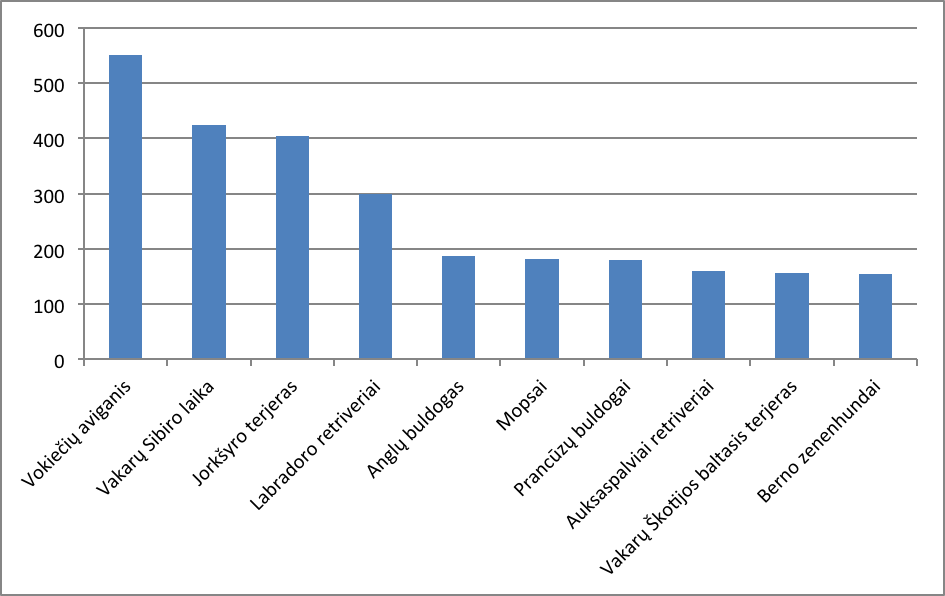 600
500
400
300
200
100
0
Vokiečių aviganis
Vakarų Sibiro laika
Jorkšyro terjeras
Labradoro retriveriai
Anglų buldogas
Mopsai
Prancūzų buldogai
Auksaspalviai retriveriai
Vakarų Škotijos baltasis terjeras
Berno zenenhundai